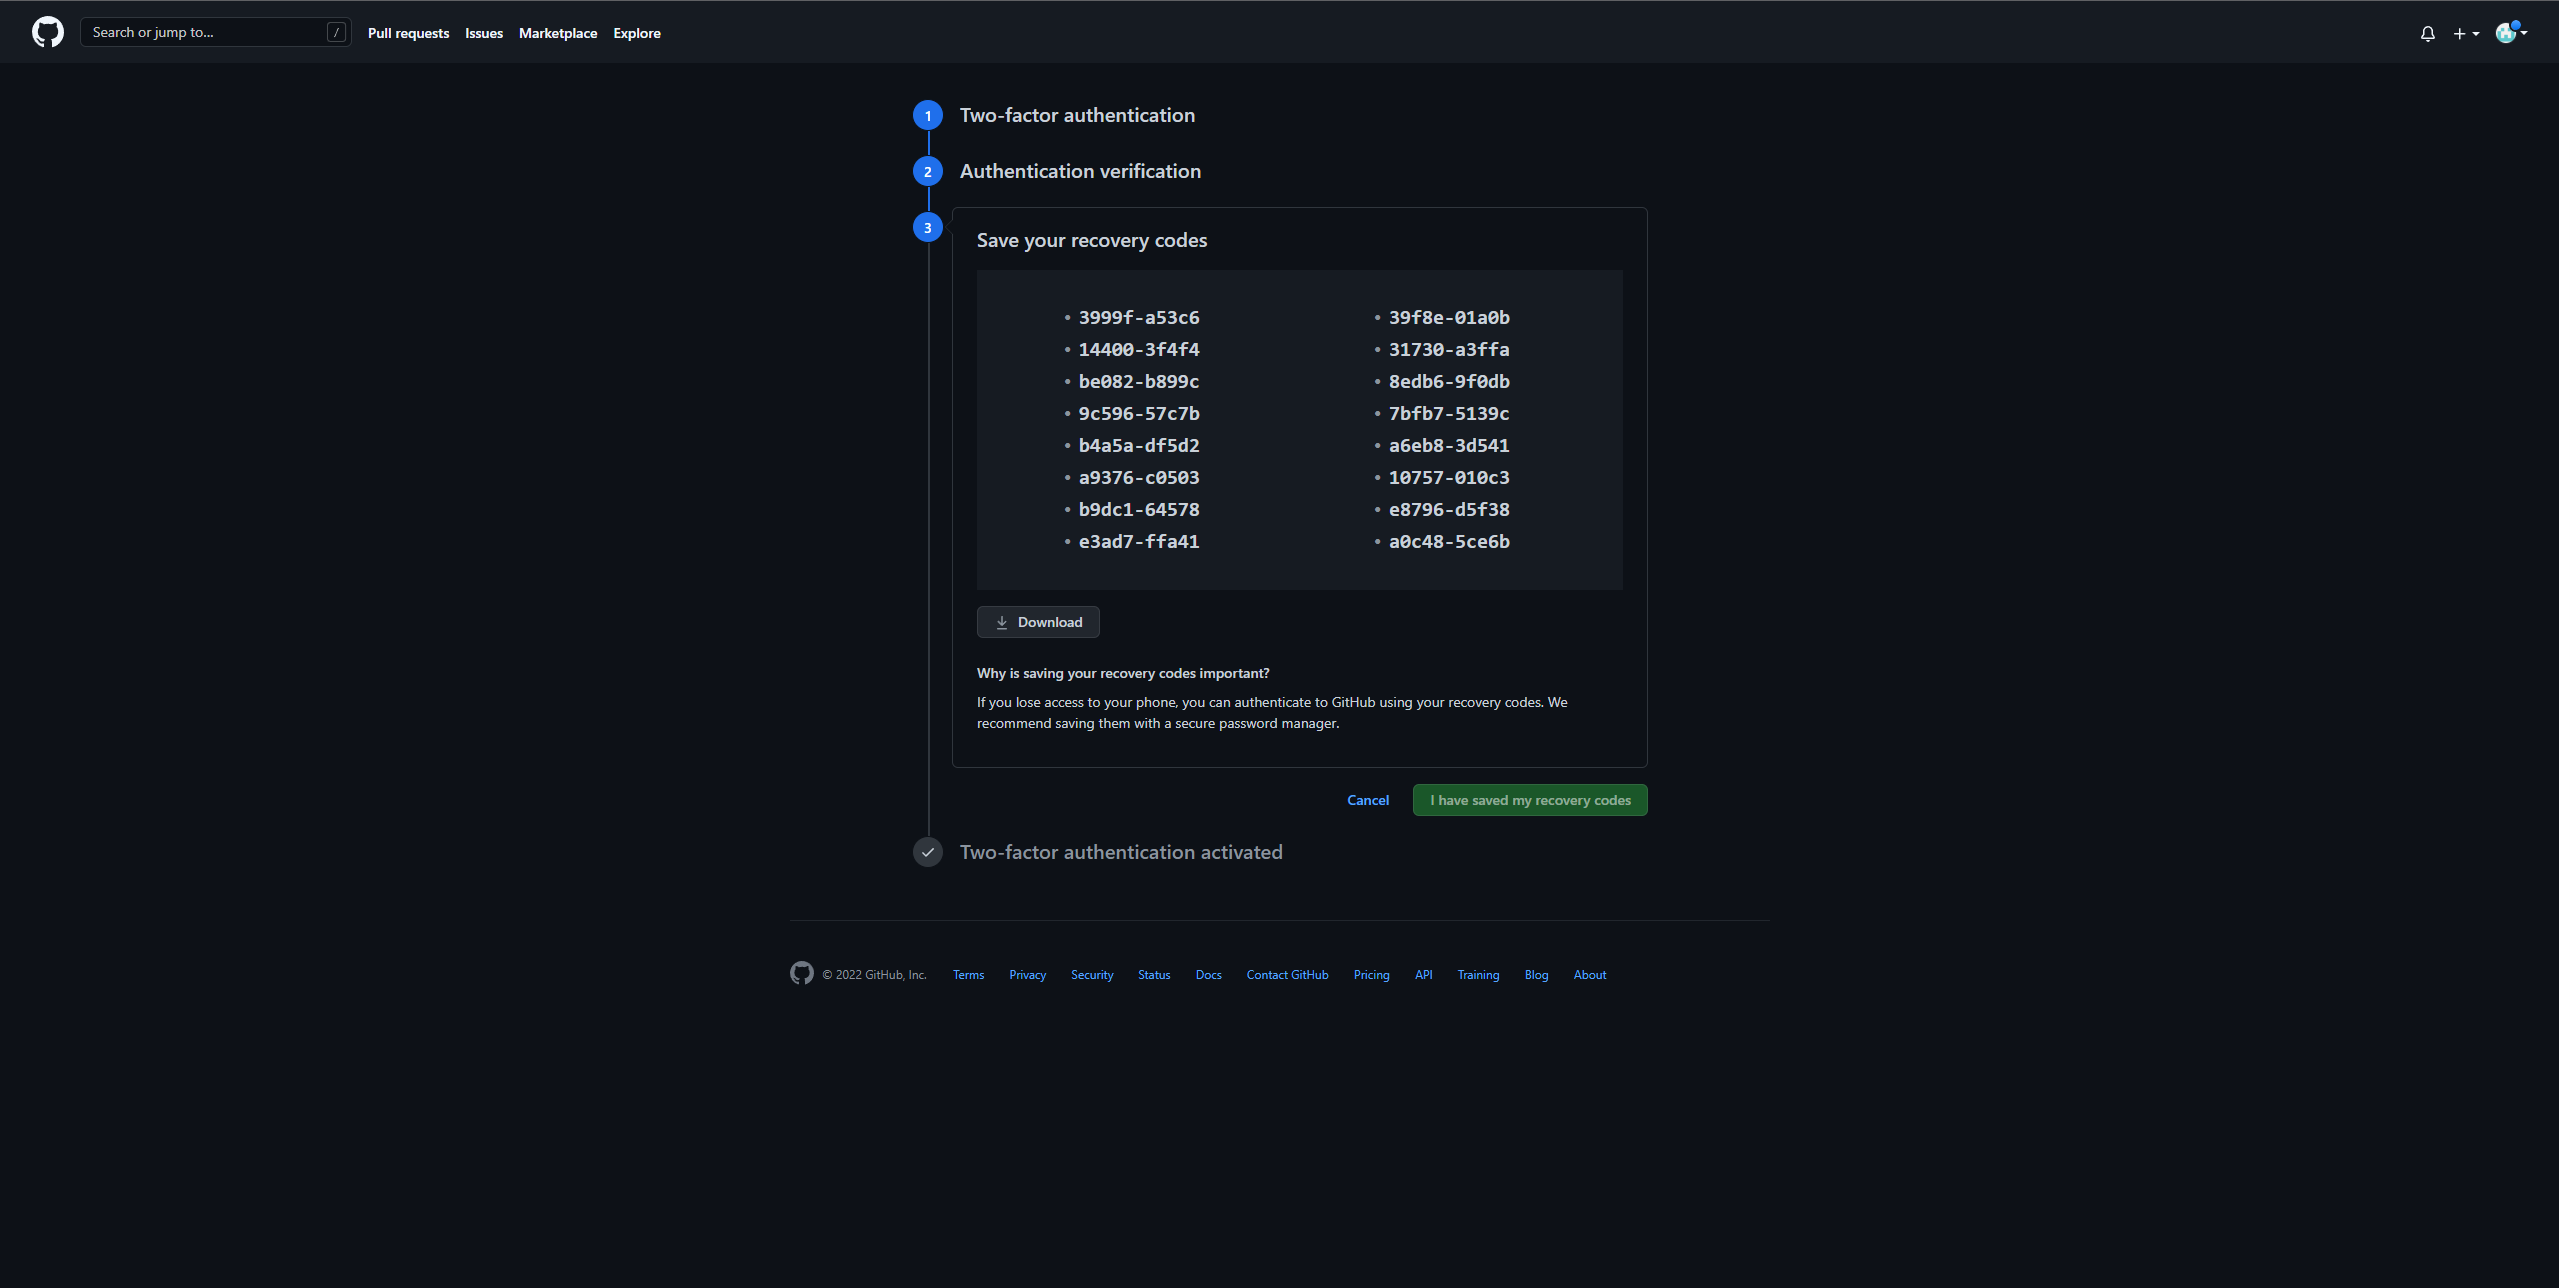 Search or jump to... / Pull requests Issues Marketplace Explore
1 Two-factor authentication
2 Authentication verification
3
Save your recovery codes
• 3999f-a53c6 • 39f8e-01a0b
• 14400-3f4f4 • 31730-a3ffa
• be082-b899c • 8edb6-9f0db
• 9c596-57c7b • 7bfb7-5139c
• b4a5a-df5d2 • a6eb8-3d541
• a9376-c0503 • 10757-010c3
• b9dc1-64578 • e8796-d5f38
• e3ad7-ffa41 • a0c48-5ce6b
Download
Why is saving your recovery codes important?
If you lose access to your phone, you can authenticate to GitHub using your recovery codes. We
recommend saving them with a secure password manager.
Cancel I have saved my recovery codes
Two-factor authentication activated
© 2022 GitHub, Inc. Terms Privacy Security Status Docs Contact GitHub Pricing API Training Blog About